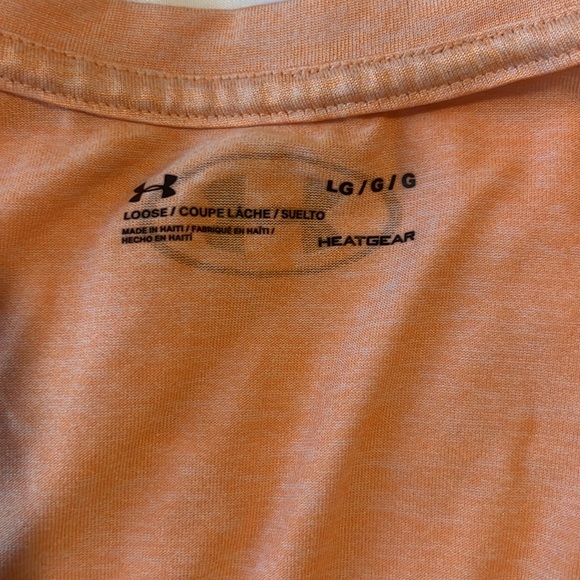 LG / G / G
LOOSE / COUPE LÂCHE / SUELTO
MADE IN HAITI / FABRIQUÉ EN HAÏTI /
HECHO EN HAITÍ
HEATGEAR